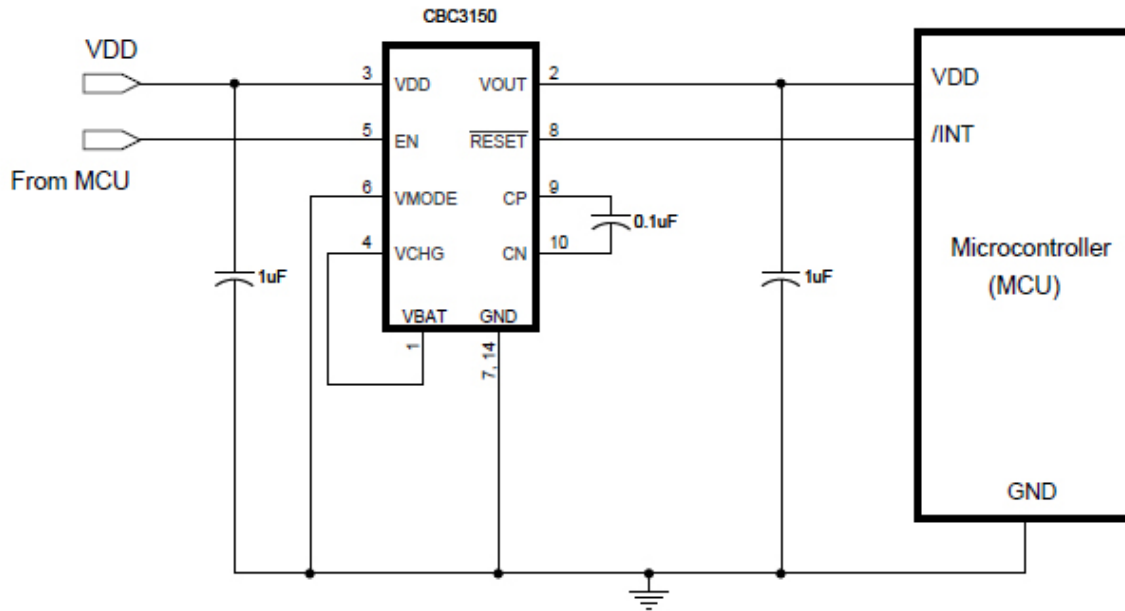 CBC3150
VDD
3
VDD
VOUT
2
VDD
From MCU
5
EN
RESET
8
/INT
6
VMODE
CP
9
0.1uF
4
VCHG
CN
10
Microcontroller
(MCU)
1uF
1uF
VBAT
GND
1
7, 14
GND